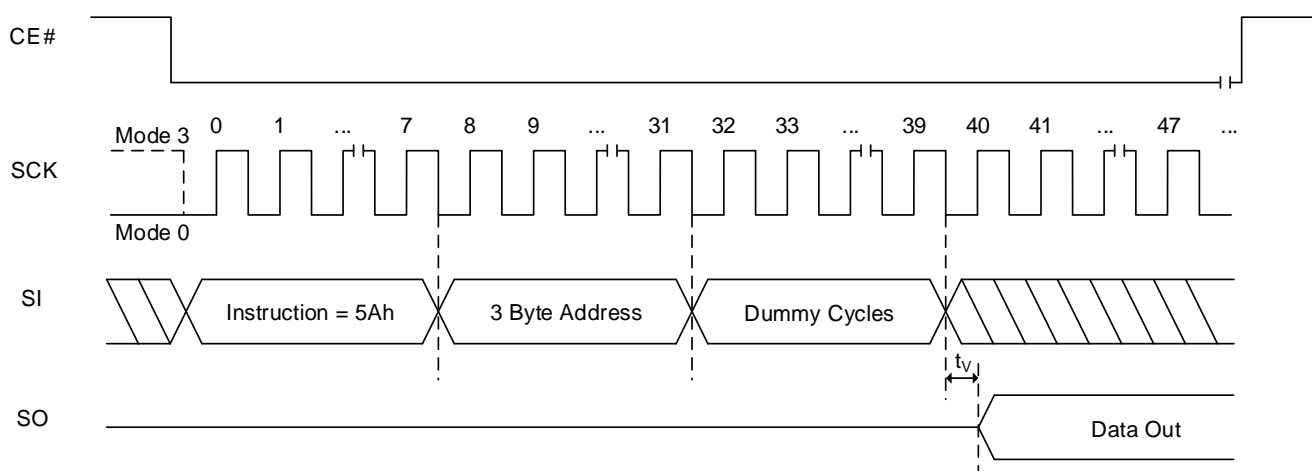 CE#
Mode 3
0 1 ... 7 8 9 ... 31 32 33 ... 39 40 41 ... 47 ...
SCK
Mode 0
SI
Instruction = 5Ah
3 Byte Address
Dummy Cycles
tV
SO
Data Out